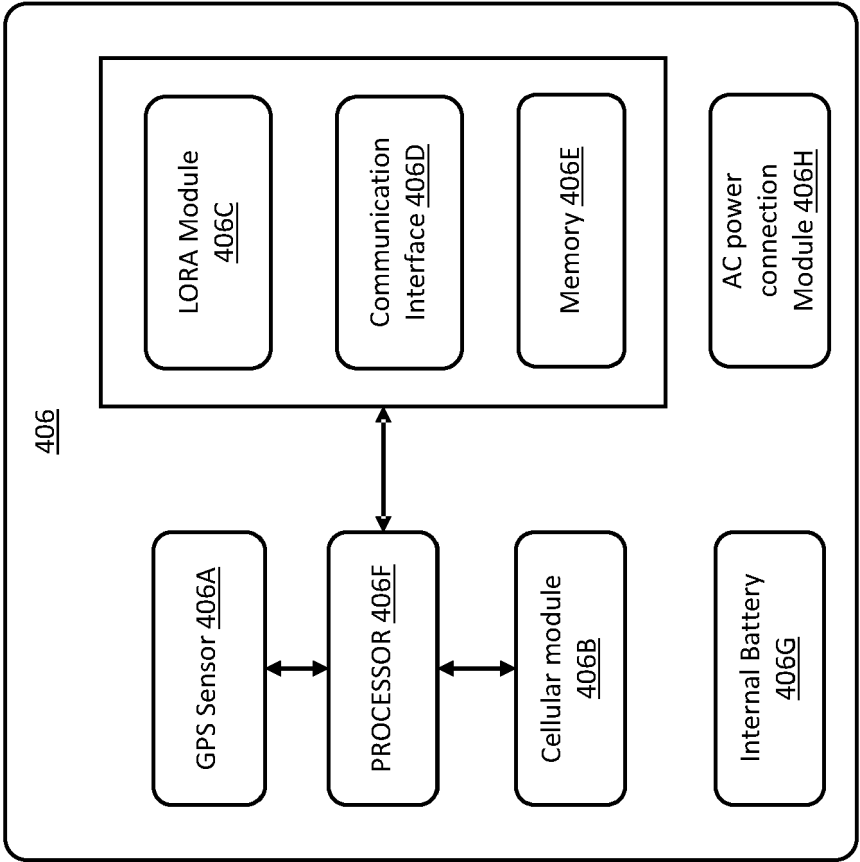 406
GPS Sensor 406A
PROCESSOR 406F
Cellular module
406B
Internal Battery
406G
LORA Module
406C
Communication
Interface 406D
Memory 406E
AC power
connection
Module 406H